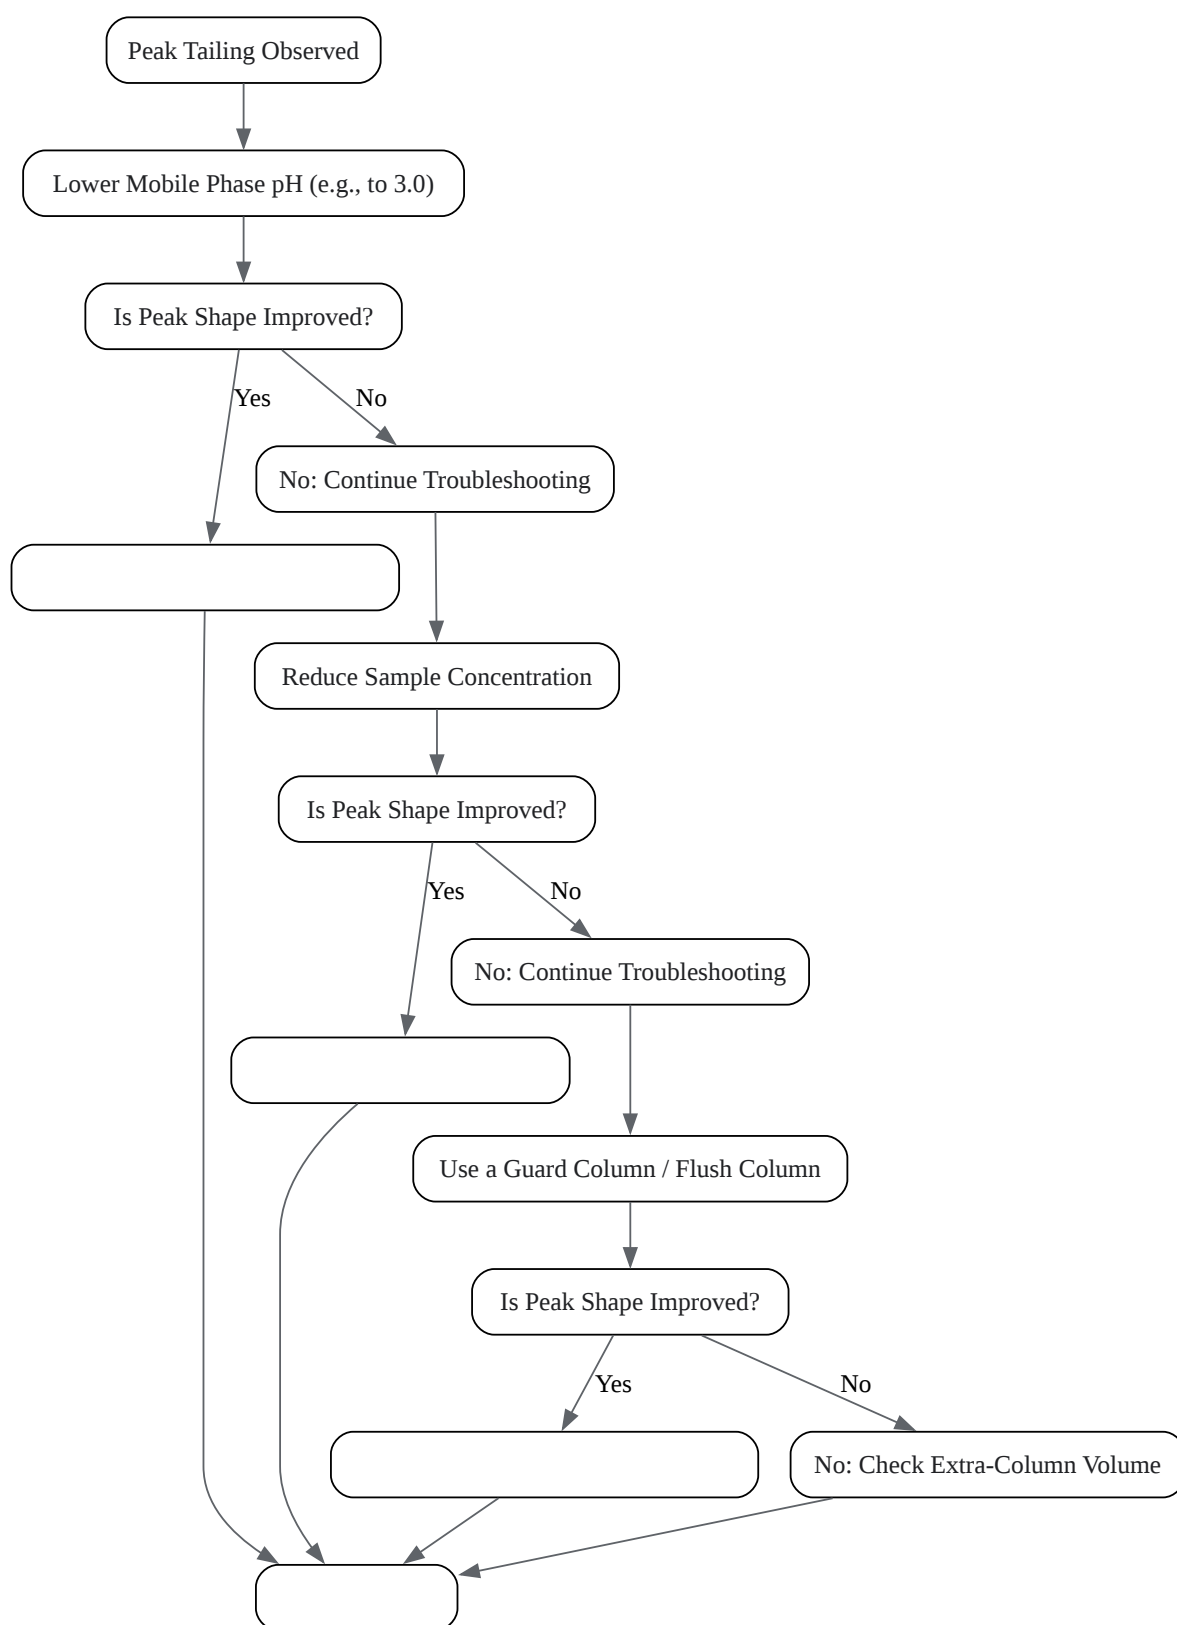 Peak Tailing Observed
Lower Mobile Phase pH (e.g., to 3.0)
Is Peak Shape Improved?
Yes
No
No: Continue Troubleshooting
Reduce Sample Concentration
Is Peak Shape Improved?
Yes
No
No: Continue Troubleshooting
Use a Guard Column / Flush Column
Is Peak Shape Improved?
Yes
No
No: Check Extra-Column Volume